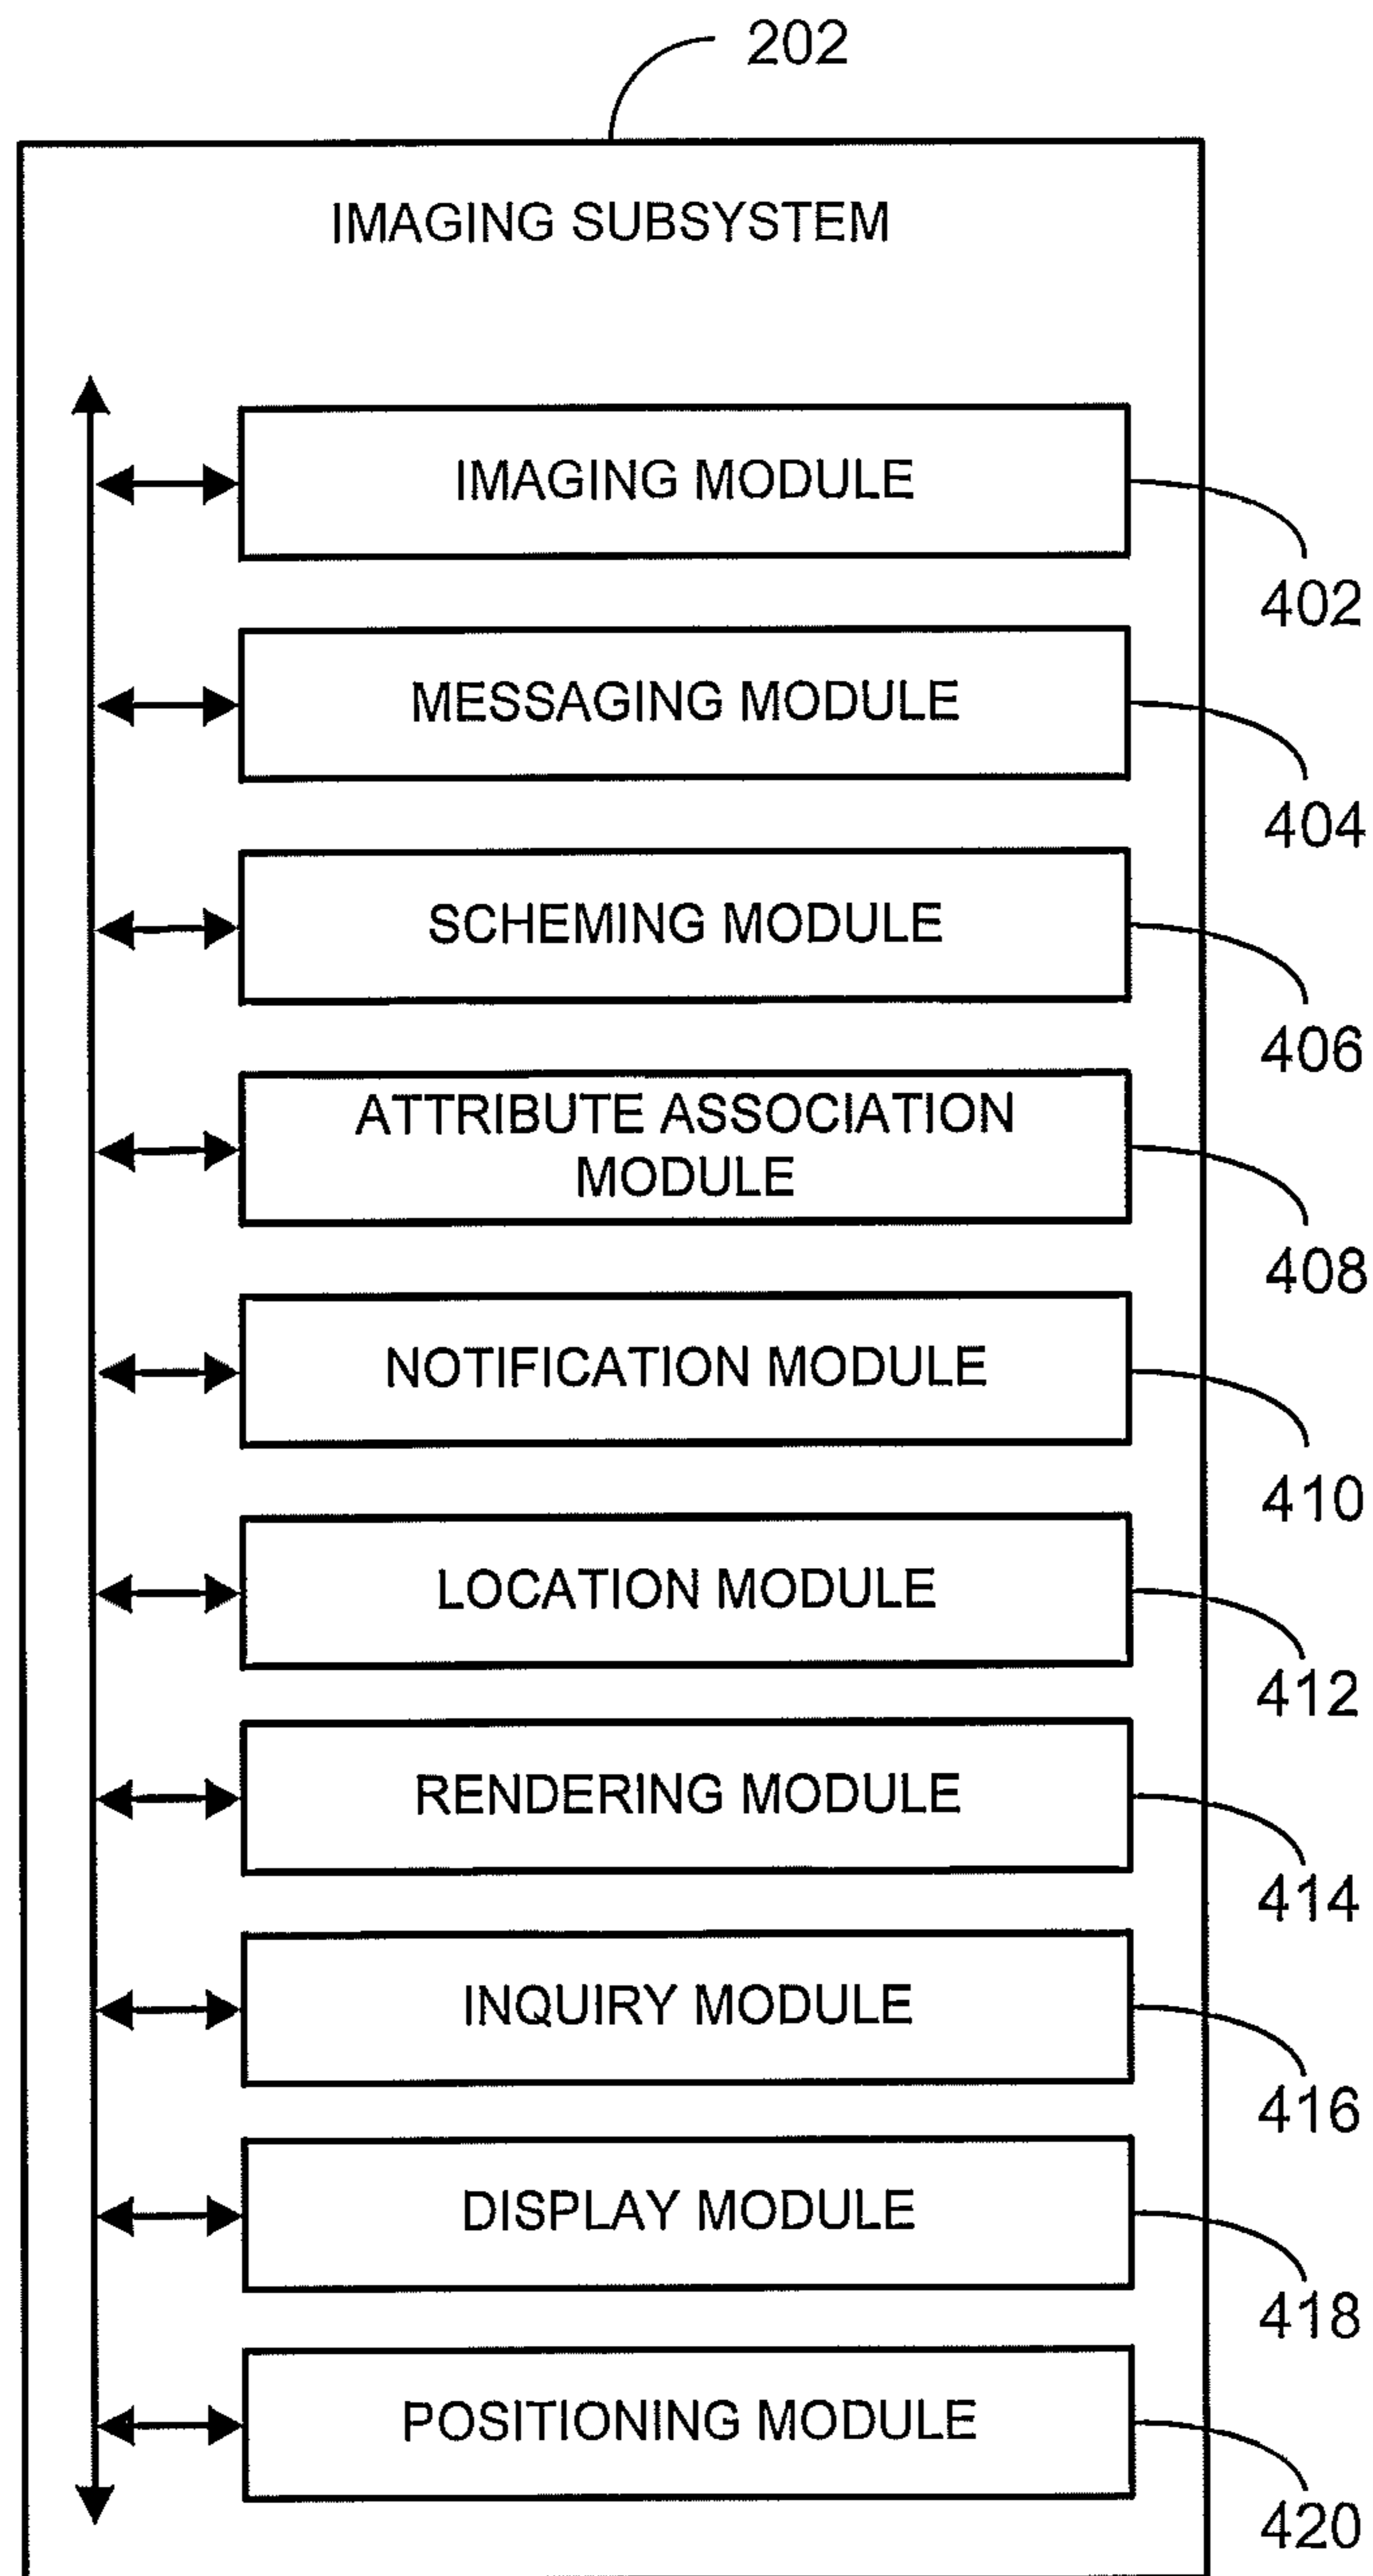 202
IMAGING SUBSYSTEM
IMAGING MODULE
402
MESSAGING MODULE
404
SCHEMING MODULE
406
ATTRIBUTE ASSOCIATION
MODULE
408
NOTIFICATION MODULE
410
LOCATION MODULE
412
RENDERING MODULE
414
INQUIRY MODULE
416
DISPLAY MODULE
418
POSITIONING MODULE
420